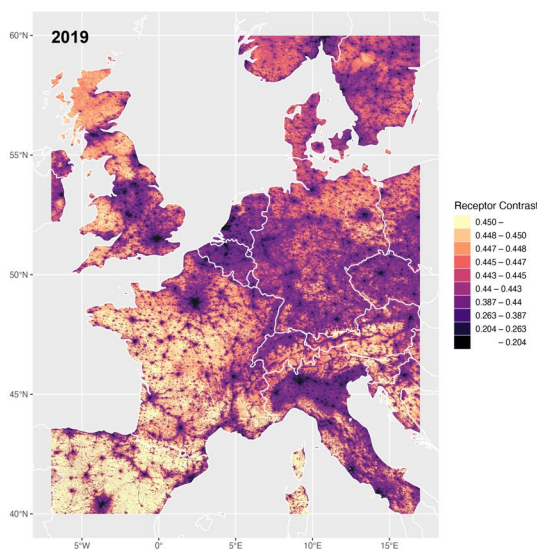 2019
60°N
55°N
50°N
45°N
40°N
5°W
0°
5°E
10°E
15°E
Receptor Contrast
0.450 –
0.448 – 0.450
0.447 – 0.448
0.445 – 0.447
0.443 – 0.445
0.44 – 0.443
0.387 – 0.44
0.263 – 0.387
0.204 – 0.263
– 0.204